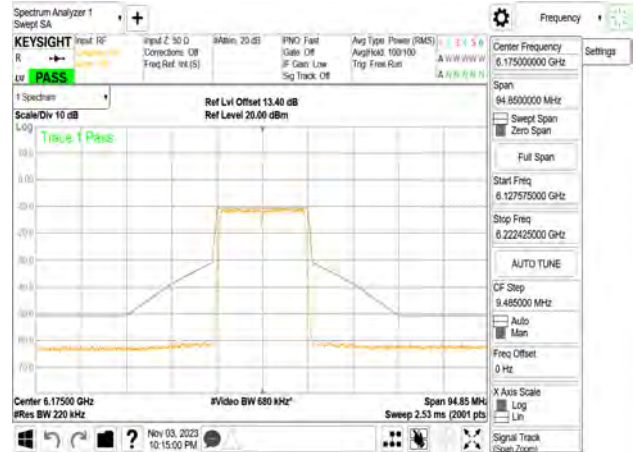 Spectrum Analyzer 1
Swept SA
+
Frequency
KEYSIGHT
Input: RF
Input Z: 50 Ω
Corrections: Off
Freq Ref: Int (S)
#Atten: 20 dB
PNO: Fast
Gate: Off
IF Gain: Low
Sig Track: Off
Avg Type: Power (RMS)
Avg|Hold: 100/100
Trig: Free Run
A W W W W W
A N N N N N
R
PASS
Center Frequency
6.175000000 GHz
Settings
Span
94.8500000 MHz
Swept Span
Zero Span
Full Span
Start Freq
6.127575000 GHz
Stop Freq
6.222425000 GHz
AUTO TUNE
CF Step
9.485000 MHz
Auto
Man
Freq Offset
0 Hz
X Axis Scale
Log
Lin
Signal Track
(Span Zoom)
1 Spectrum
Scale/Div 10 dB
Ref Lvl Offset 13.40 dB
Ref Level 20.00 dBm
Log
Trace 1 Pass
Center 6.17500 GHz
#Video BW 680 kHz*
Span 94.85 MHz
#Res BW 220 kHz
Sweep 2.53 ms (2001 pts
?
Nov 03, 2023
10:15:00 PM